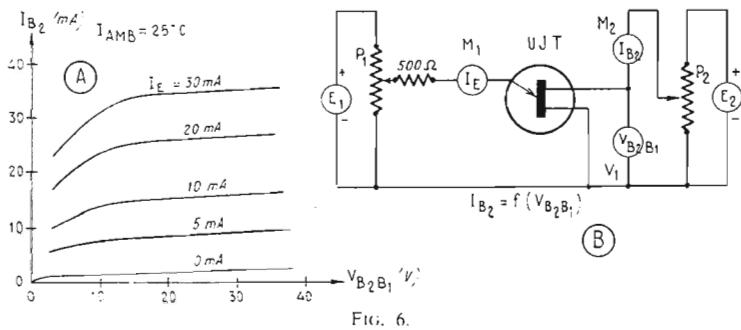 I_B2 (mA)
I_AMB = 25°C
A
40
30
20
10
0
I_E = 30mA
20 mA
10 mA
5 mA
0 mA
0
10
20
30
40
V_B2B1 (V)
E1
+
-
P1
500Ω
M1
I_E
UJT
M2
I_B2
P2
+
E2
-
V_B2B1
V1
I_B2 = f (V_B2B1)
B
FIG. 6.